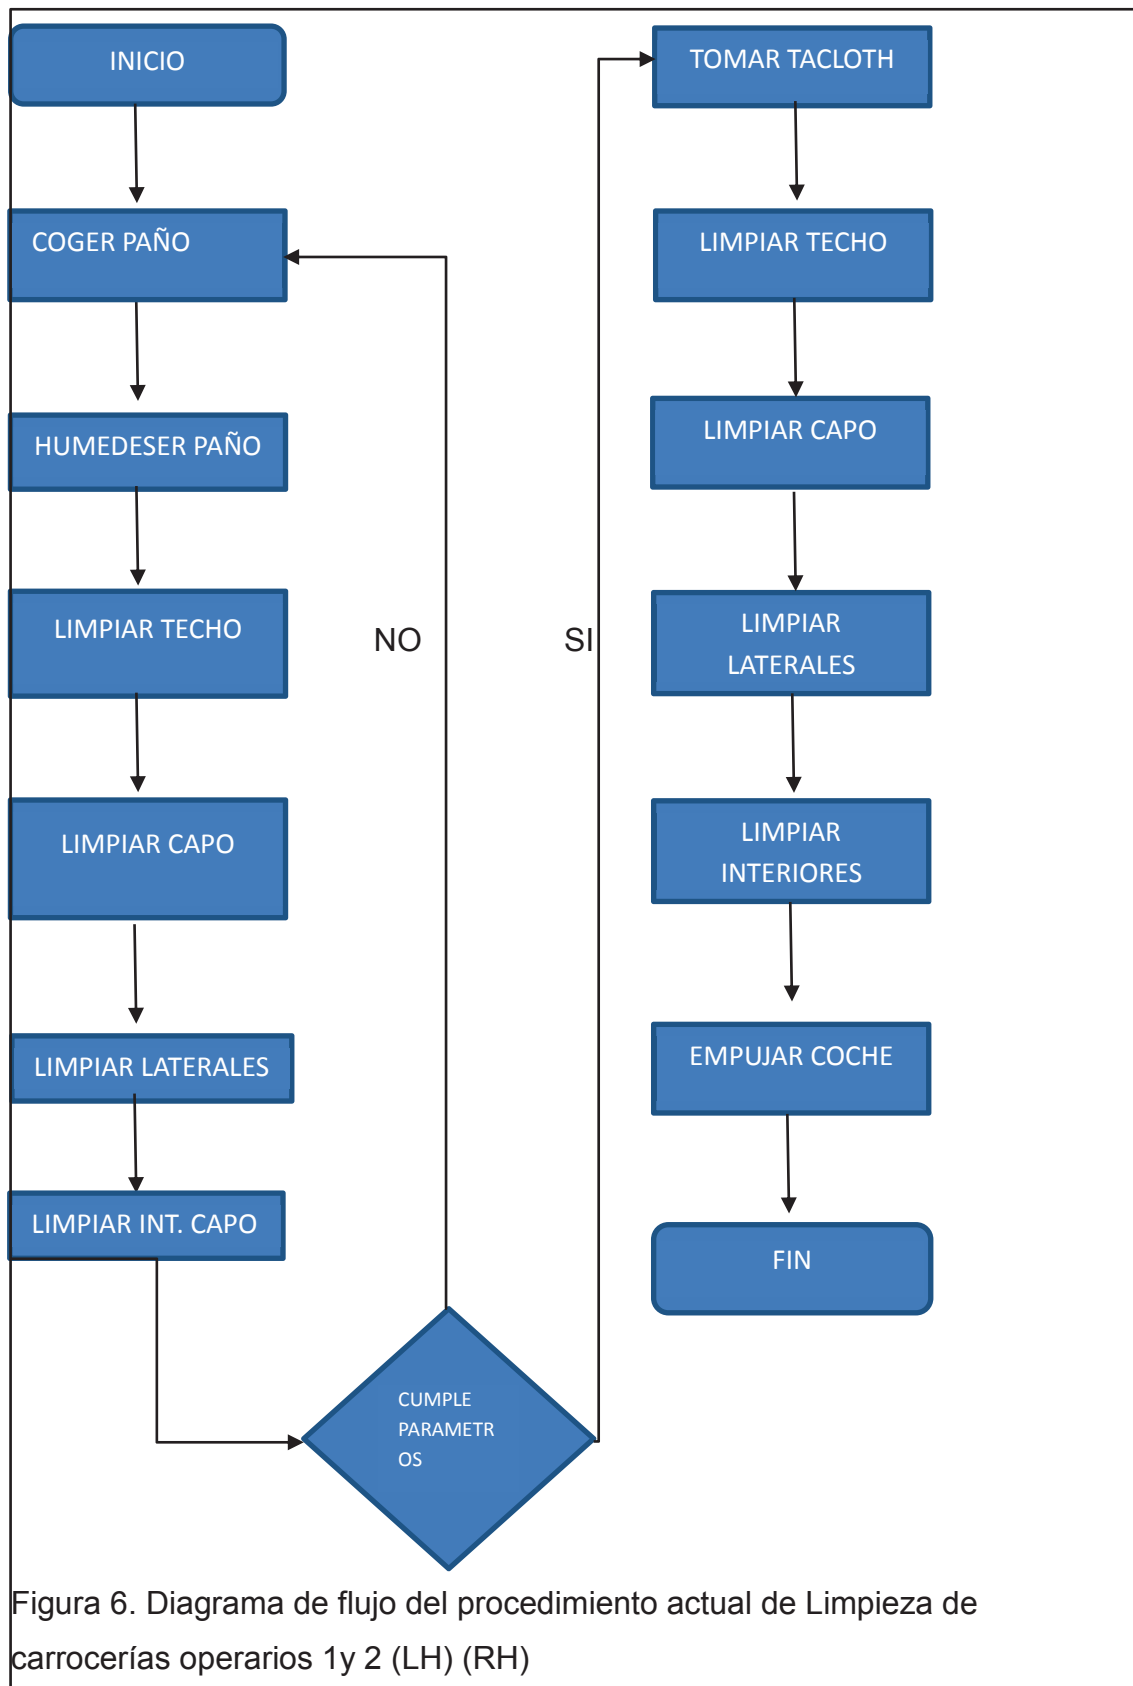 INICIO
COGER PAÑO
HUMEDESER PAÑO
LIMPIAR TECHO
LIMPIAR CAPO
LIMPIAR LATERALES
LIMPIAR INT. CAPO
CUMPLE
PARAMETR
OS
NO
SI
TOMAR TACLOTH
LIMPIAR TECHO
LIMPIAR CAPO
LIMPIAR
LATERALES
LIMPIAR
INTERIORES
EMPUJAR COCHE
FIN
Figura 6. Diagrama de flujo del procedimiento actual de Limpieza de
carrocerías operarios 1y 2 (LH) (RH)